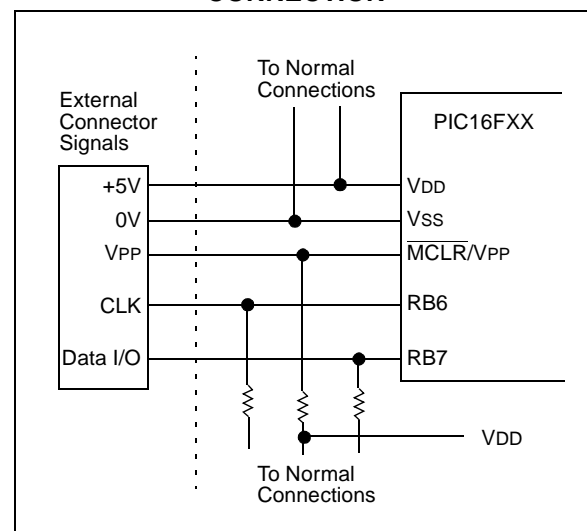 CONNECTION
To Normal
Connections
External
Connector
Signals
PIC16FXX
+5V
VDD
0V
VSS
VPP
MCLR/VPP
CLK
RB6
Data I/O
RB7
VDD
To Normal
Connections